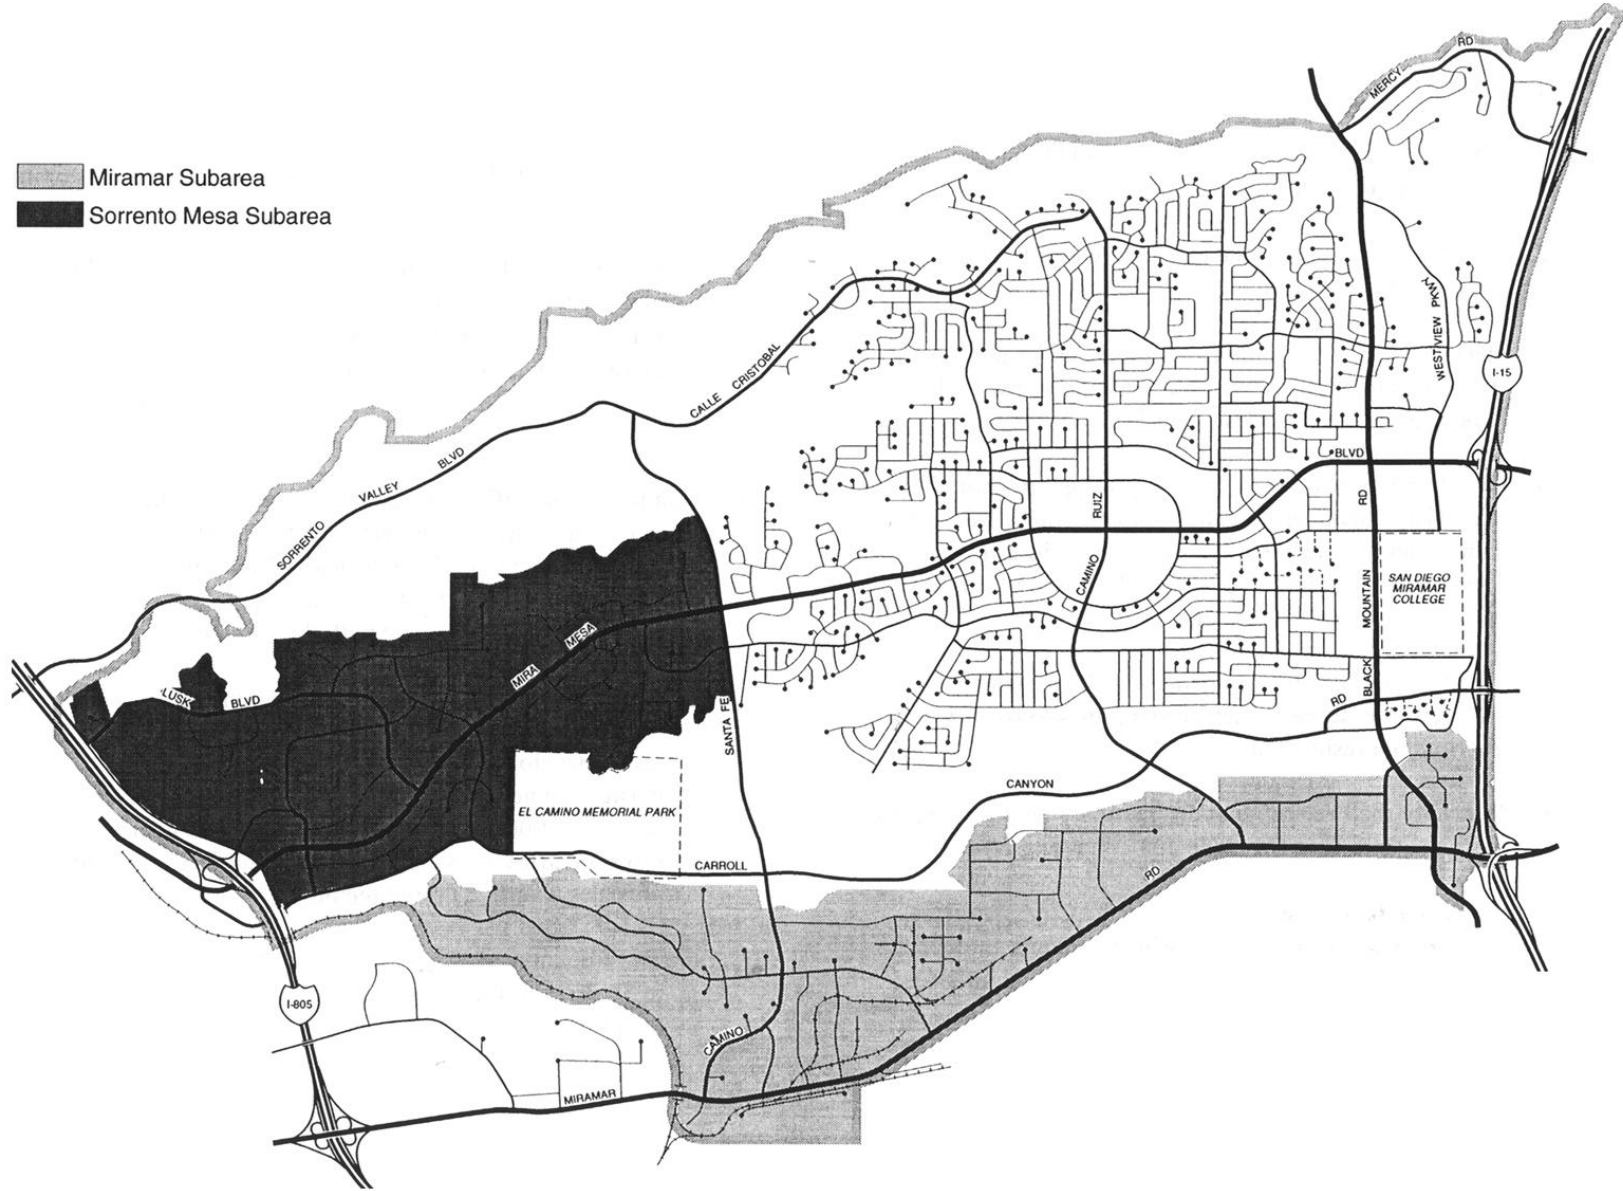 RD
MERCY
Miramar Subarea
Sorrento Mesa Subarea
WESTVIEW PKWY
CALLE CRISTOBAL
I-15
SORRENTO VALLEY BLVD
BLVD
RUIZ
RD
CAMINO
SAN DIEGO
MIRAMAR
COLLEGE
MOUNTAIN
MIRA MESA
BLACK
LUSK BLVD
SANTA FE
RD
CANYON
EL CAMINO MEMORIAL PARK
CARROLL
RD
I-805
CAMINO
MIRAMAR